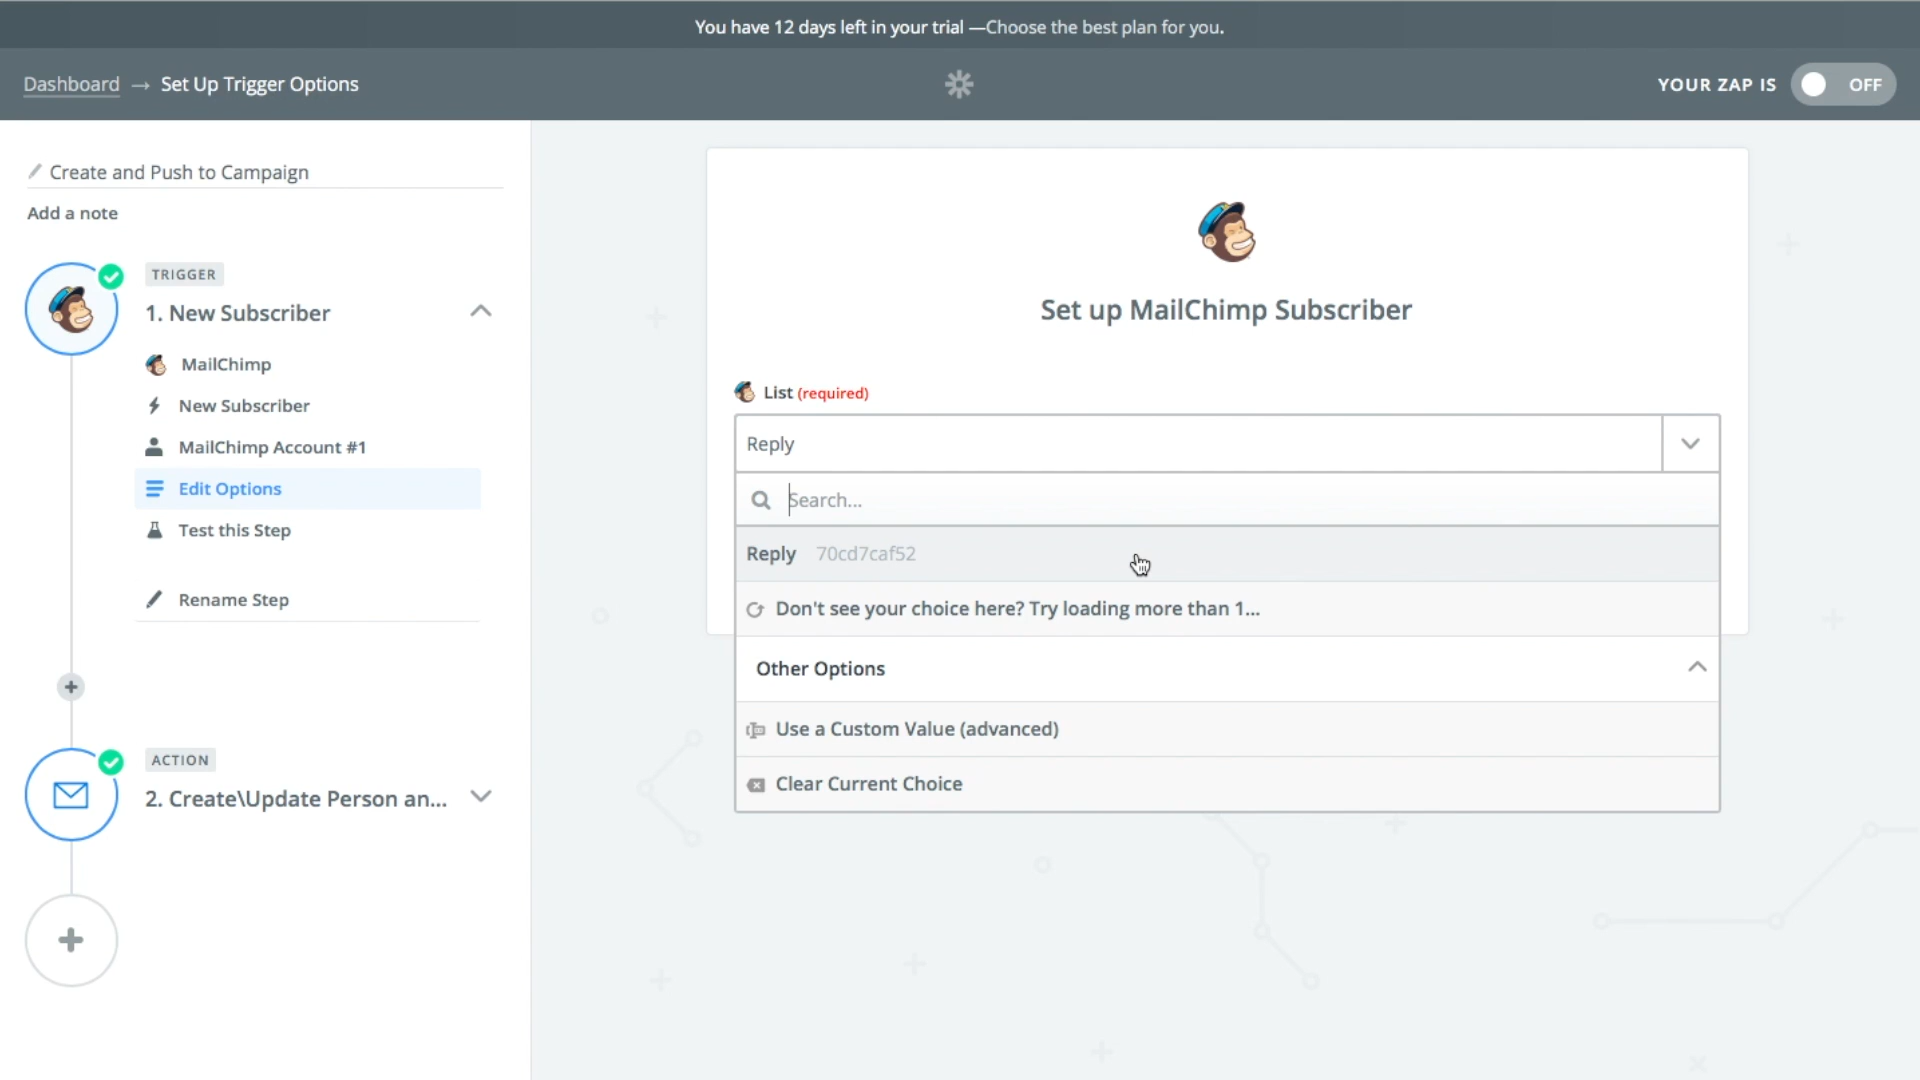 You have 12 days left in your trial —Choose the best plan for you.
Dashboard → Set Up Trigger Options
YOUR ZAP IS OFF
Create and Push to Campaign
Add a note
TRIGGER
1. New Subscriber
MailChimp
New Subscriber
MailChimp Account #1
Edit Options
Test this Step
Rename Step
ACTION
2. Create\Update Person an...
Set up MailChimp Subscriber
List (required)
Reply
Search...
Reply 70cd7caf52
Don't see your choice here? Try loading more than 1...
Other Options
Use a Custom Value (advanced)
Clear Current Choice